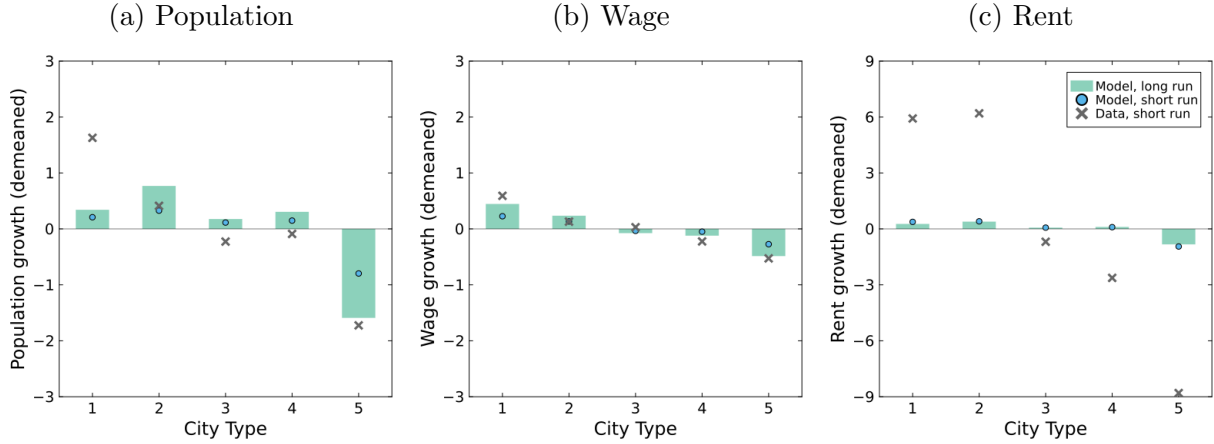 (a) Population
(b) Wage
(c) Rent
Population growth (demeaned)
3
2
1
0
−1
−2
−3
1 2 3 4 5
City Type
Wage growth (demeaned)
3
2
1
0
−1
−2
−3
1 2 3 4 5
City Type
Rent growth (demeaned)
9
6
3
0
−3
−6
−9
1 2 3 4 5
City Type
Model, long run
Model, short run
Data, short run